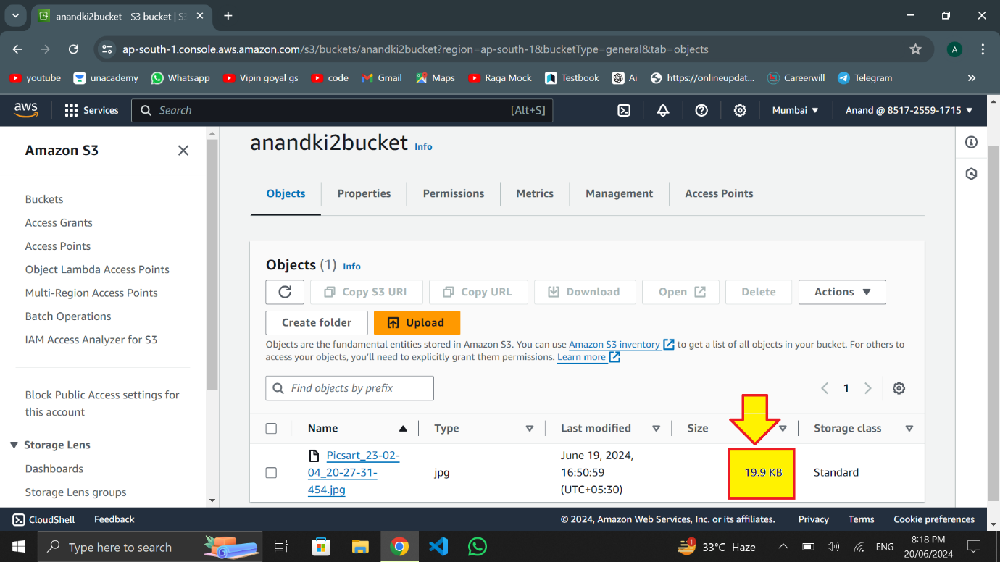 anandki2bucket - S3 bucket | S3
ap-south-1.console.aws.amazon.com/s3/buckets/anandki2bucket?region=ap-south-1&bucketType=general&tab=objects
A
youtube
unacademy
Whatsapp
Vipin goyal gs
code
Gmail
Maps
Raga Mock
Testbook
Ai
https://onlineupdat...
Careerwill
Telegram
aws
Services
Search
[Alt+S]
Mumbai
Anand @ 8517-2559-1715
Amazon S3
Buckets
Access Grants
Access Points
Object Lambda Access Points
Multi-Region Access Points
Batch Operations
IAM Access Analyzer for S3
Block Public Access settings for
this account
Storage Lens
Dashboards
Storage Lens groups
anandki2bucket Info
Objects
Properties
Permissions
Metrics
Management
Access Points
Objects (1) Info
Copy S3 URI
Copy URL
Download
Open
Delete
Actions
Create folder
Upload
Objects are the fundamental entities stored in Amazon S3. You can use Amazon S3 inventory to get a list of all objects in your bucket. For others to
access your objects, you'll need to explicitly grant them permissions. Learn more
Find objects by prefix
1
Name
Type
Last modified
Size
Storage class
Picsart_23-02-
04_20-27-31-
454.jpg
jpg
June 19, 2024,
16:50:59
(UTC+05:30)
19.9 KB
Standard
CloudShell
Feedback
© 2024, Amazon Web Services, Inc. or its affiliates.
Privacy
Terms
Cookie preferences
Type here to search
1
33°C Haze
ENG
8:18 PM
20/06/2024